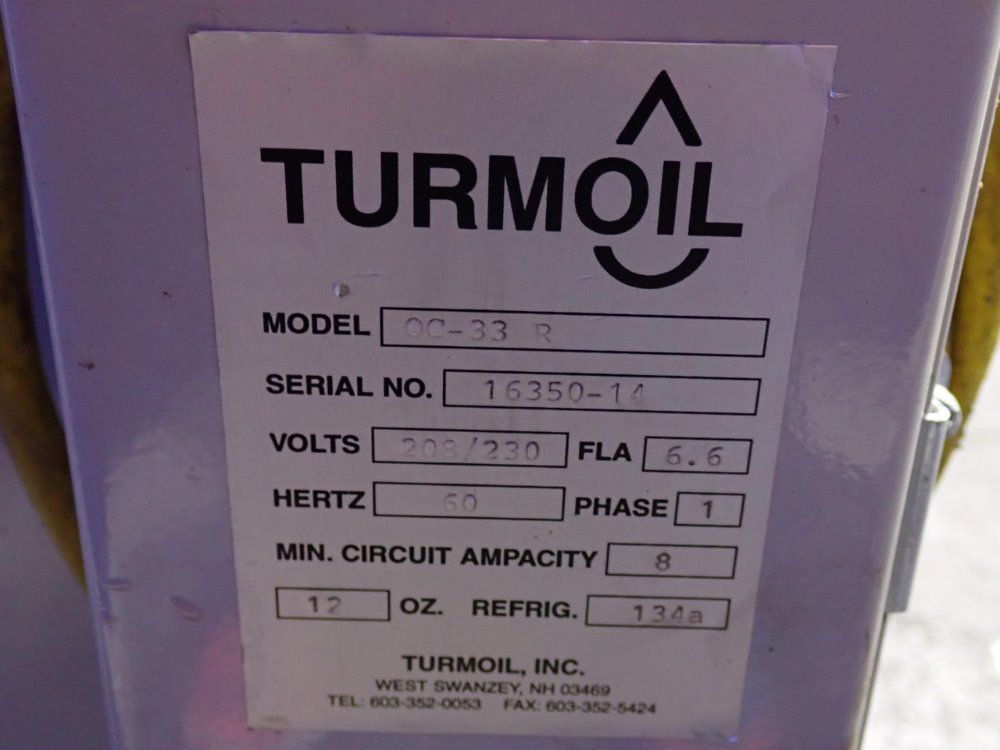 TURMOIL
MODEL OC-33 R
SERIAL NO. 16350-14
VOLTS 208/230 FLA 6.6
HERTZ 60 PHASE 1
MIN. CIRCUIT AMPACITY 8
12 OZ. REFRIG. 134a
TURMOIL, INC.
WEST SWANZEY, NH 03469
TEL: 603-352-0053 FAX: 603-352-5424